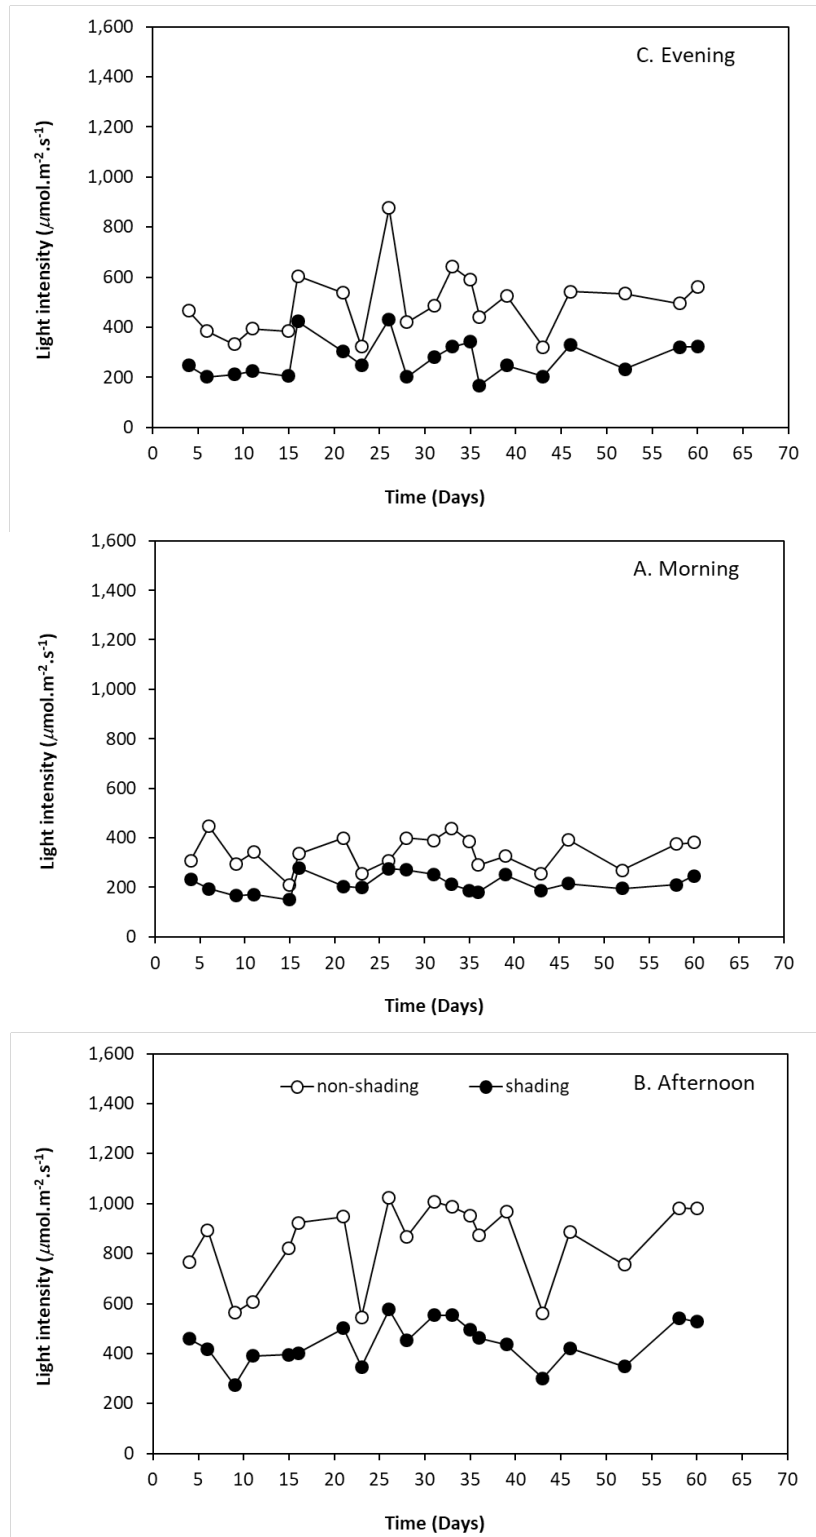 C. Evening
1,600
1,400
1,200
1,000
800
600
400
200
0
Light intensity (µmol.m-2.s-1)
0 5 10 15 20 25 30 35 40 45 50 55 60 65 70
Time (Days)
A. Morning
1,600
1,400
1,200
1,000
800
600
400
200
0
Light intensity (µmol.m-2.s-1)
0 5 10 15 20 25 30 35 40 45 50 55 60 65 70
Time (Days)
non-shading shading B. Afternoon
1,600
1,400
1,200
1,000
800
600
400
200
0
Light intensity (µmol.m-2.s-1)
0 5 10 15 20 25 30 35 40 45 50 55 60 65 70
Time (Days)